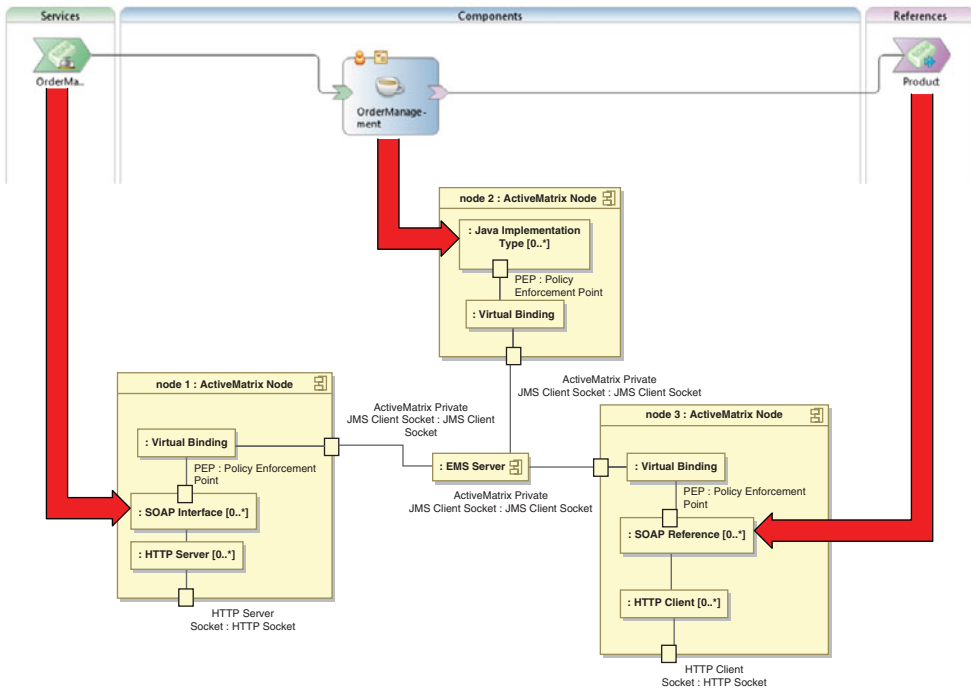 Services
Components
References
OrderMa..
OrderManage-
ment
Product
node 2 : ActiveMatrix Node
: Java Implementation
Type [0..*]
PEP : Policy
Enforcement Point
: Virtual Binding
ActiveMatrix Private
JMS Client Socket : JMS Client Socket
node 1 : ActiveMatrix Node
: Virtual Binding
PEP : Policy Enforcement
Point
: SOAP Interface [0..*]
: HTTP Server [0..*]
HTTP Server
Socket : HTTP Socket
ActiveMatrix Private
JMS Client Socket : JMS Client
Socket
: EMS Server
ActiveMatrix Private
JMS Client Socket : JMS Client Socket
node 3 : ActiveMatrix Node
: Virtual Binding
PEP : Policy Enforcement
Point
: SOAP Reference [0..*]
: HTTP Client [0..*]
HTTP Client
Socket : HTTP Socket